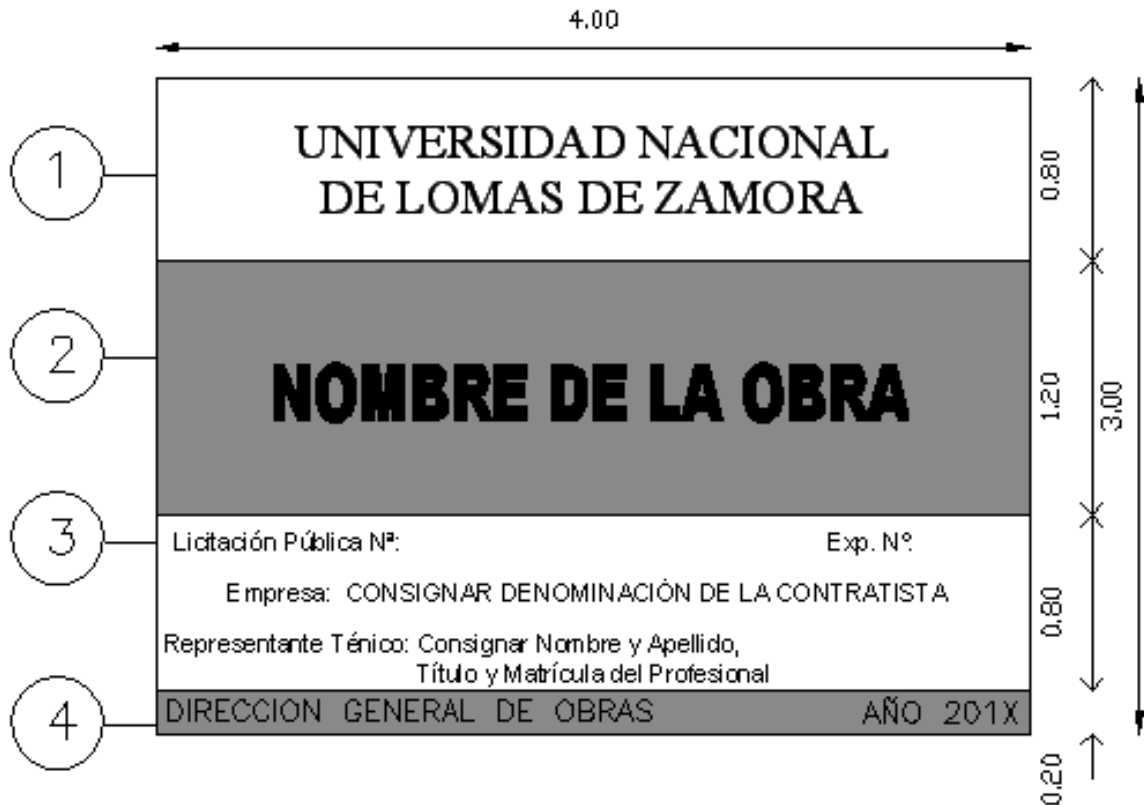 4.00
1
UNIVERSIDAD NACIONAL
DE LOMAS DE ZAMORA
0.80
2
NOMBRE DE LA OBRA
1.20
3.00
3
Licitación Pública Nª:
Exp. Nº:
Empresa: CONSIGNAR DENOMINACIÓN DE LA CONTRATISTA
0.80
Representante Ténico: Consignar Nombre y Apellido,
Título y Matrícula del Profesional
4
DIRECCION GENERAL DE OBRAS
AÑO 201X
0.20